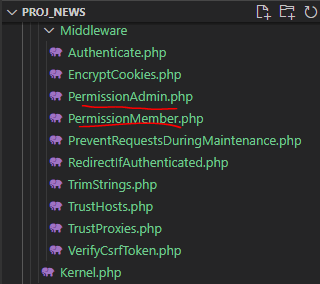 PROJ_NEWS
Middleware
Authenticate.php
EncryptCookies.php
PermissionAdmin.php
PermissionMember.php
PreventRequestsDuringMaintenance.php
RedirectIfAuthenticated.php
TrimStrings.php
TrustHosts.php
TrustProxies.php
VerifyCsrfToken.php
Kernel.php